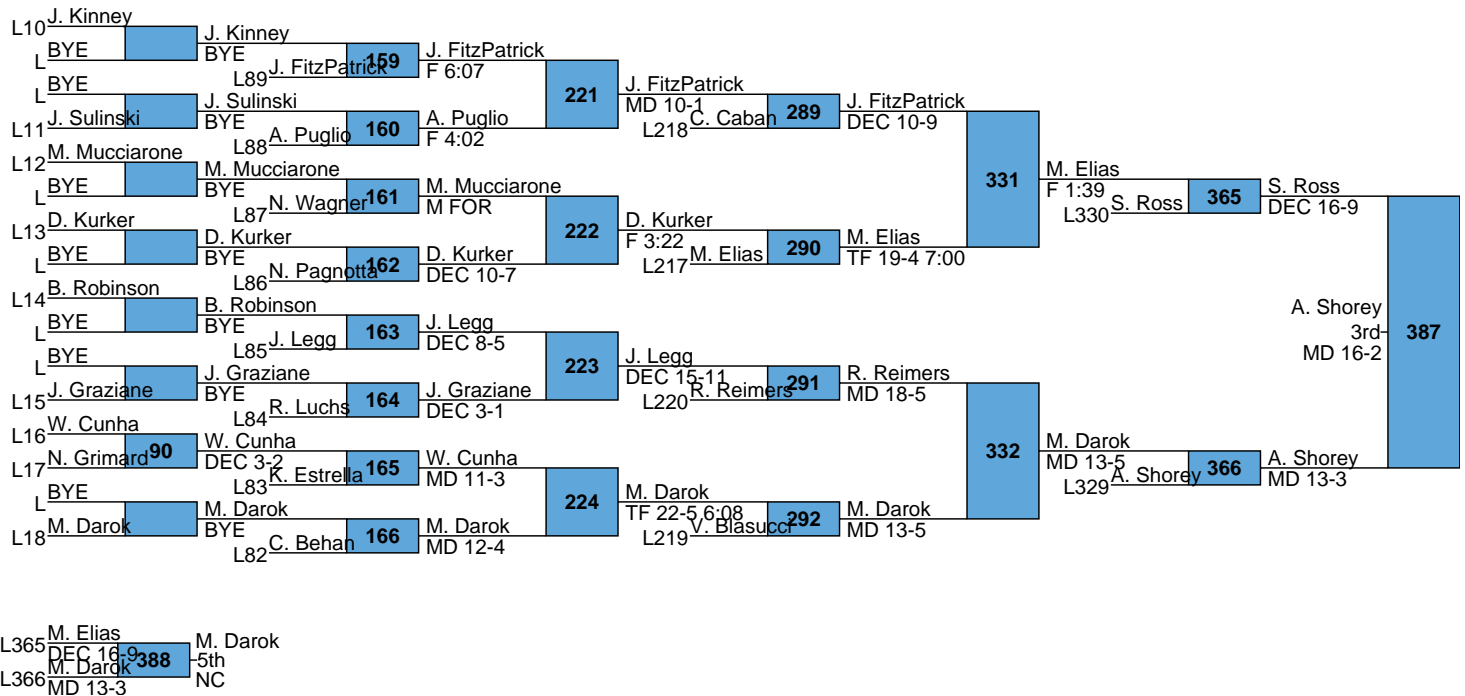 L10 J. Kinney
L BYE
J. Kinney
BYE
L89 J. FitzPatrick
159
J. FitzPatrick
F 6:07
L BYE
L11 J. Sulinski
J. Sulinski
BYE
L88 A. Puglio
160
A. Puglio
F 4:02
221
J. FitzPatrick
MD 10-1
L218 C. Caban
289
J. FitzPatrick
DEC 10-9
L12 M. Mucciarone
L BYE
M. Mucciarone
BYE
L87 N. Wagner
161
M. Mucciarone
M FOR
L13 D. Kurker
L BYE
D. Kurker
BYE
L86 N. Pagnotta
162
D. Kurker
DEC 10-7
222
D. Kurker
F 3:22
L217 M. Elias
290
M. Elias
TF 19-4 7:00
331
M. Elias
F 1:39
L330 S. Ross
365
S. Ross
DEC 16-9
L14 B. Robinson
L BYE
B. Robinson
BYE
L85 J. Legg
163
J. Legg
DEC 8-5
L BYE
L15 J. Graziane
J. Graziane
BYE
L84 R. Luchs
164
J. Graziane
DEC 3-1
223
J. Legg
DEC 15-11
L220 R. Reimers
291
R. Reimers
MD 18-5
L16 W. Cunha
L17 N. Grimard
90
W. Cunha
DEC 3-2
L83 K. Estrella
165
W. Cunha
MD 11-3
L BYE
L18 M. Darok
M. Darok
BYE
L82 C. Behan
166
M. Darok
MD 12-4
224
M. Darok
TF 22-5 6:08
L219 V. Blasucci
292
M. Darok
MD 13-5
332
M. Darok
MD 13-5
L329 A. Shorey
366
A. Shorey
MD 13-3
387
A. Shorey
3rd
MD 16-2
L365 M. Elias
DEC 16-9
L366 M. Darok
MD 13-3
388
M. Darok
5th
NC